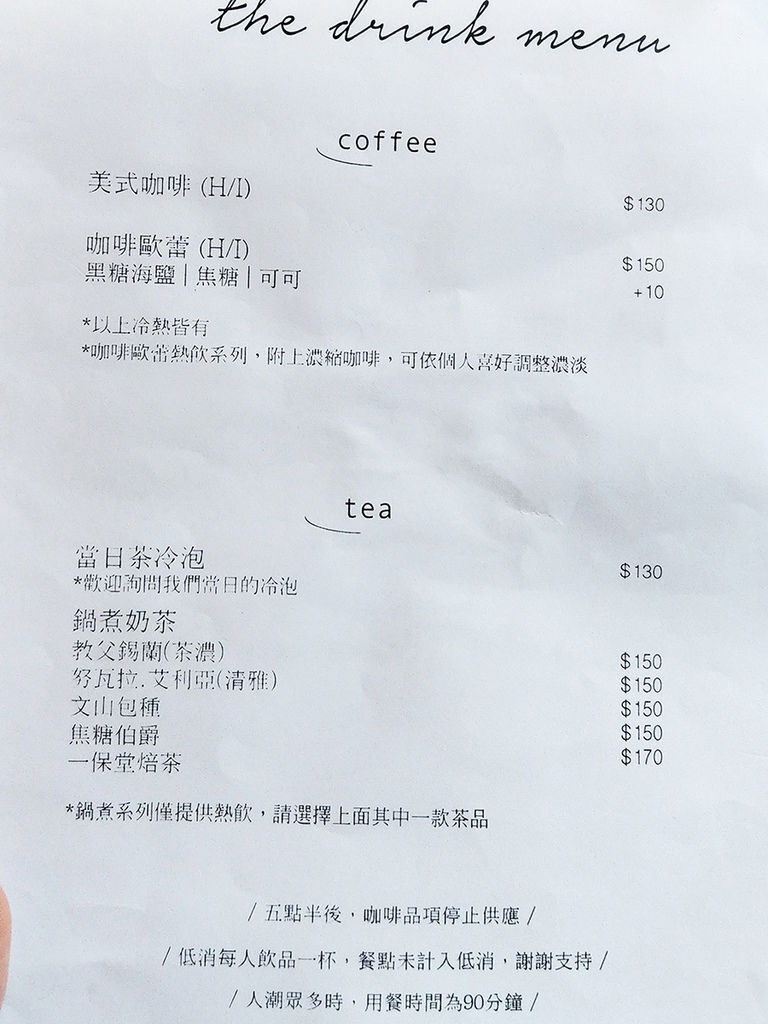 the drink menu
coffee
美式咖啡 (H/I) $130
咖啡歐蕾 (H/I) $150
黑糖海鹽 | 焦糖 | 可可 +10
*以上冷熱皆有
*咖啡歐蕾熱飲系列，附上濃縮咖啡，可依個人喜好調整濃淡
tea
當日茶冷泡 $130
*歡迎詢問我們當日的冷泡
鍋煮奶茶
教父錫蘭(茶濃) $150
努瓦拉.艾利亞(清雅) $150
文山包種 $150
焦糖伯爵 $150
一保堂焙茶 $170
*鍋煮系列僅提供熱飲，請選擇上面其中一款茶品
/ 五點半後，咖啡品項停止供應 /
/ 低消每人飲品一杯，餐點未計入低消，謝謝支持 /
/ 人潮眾多時，用餐時間為90分鐘 /